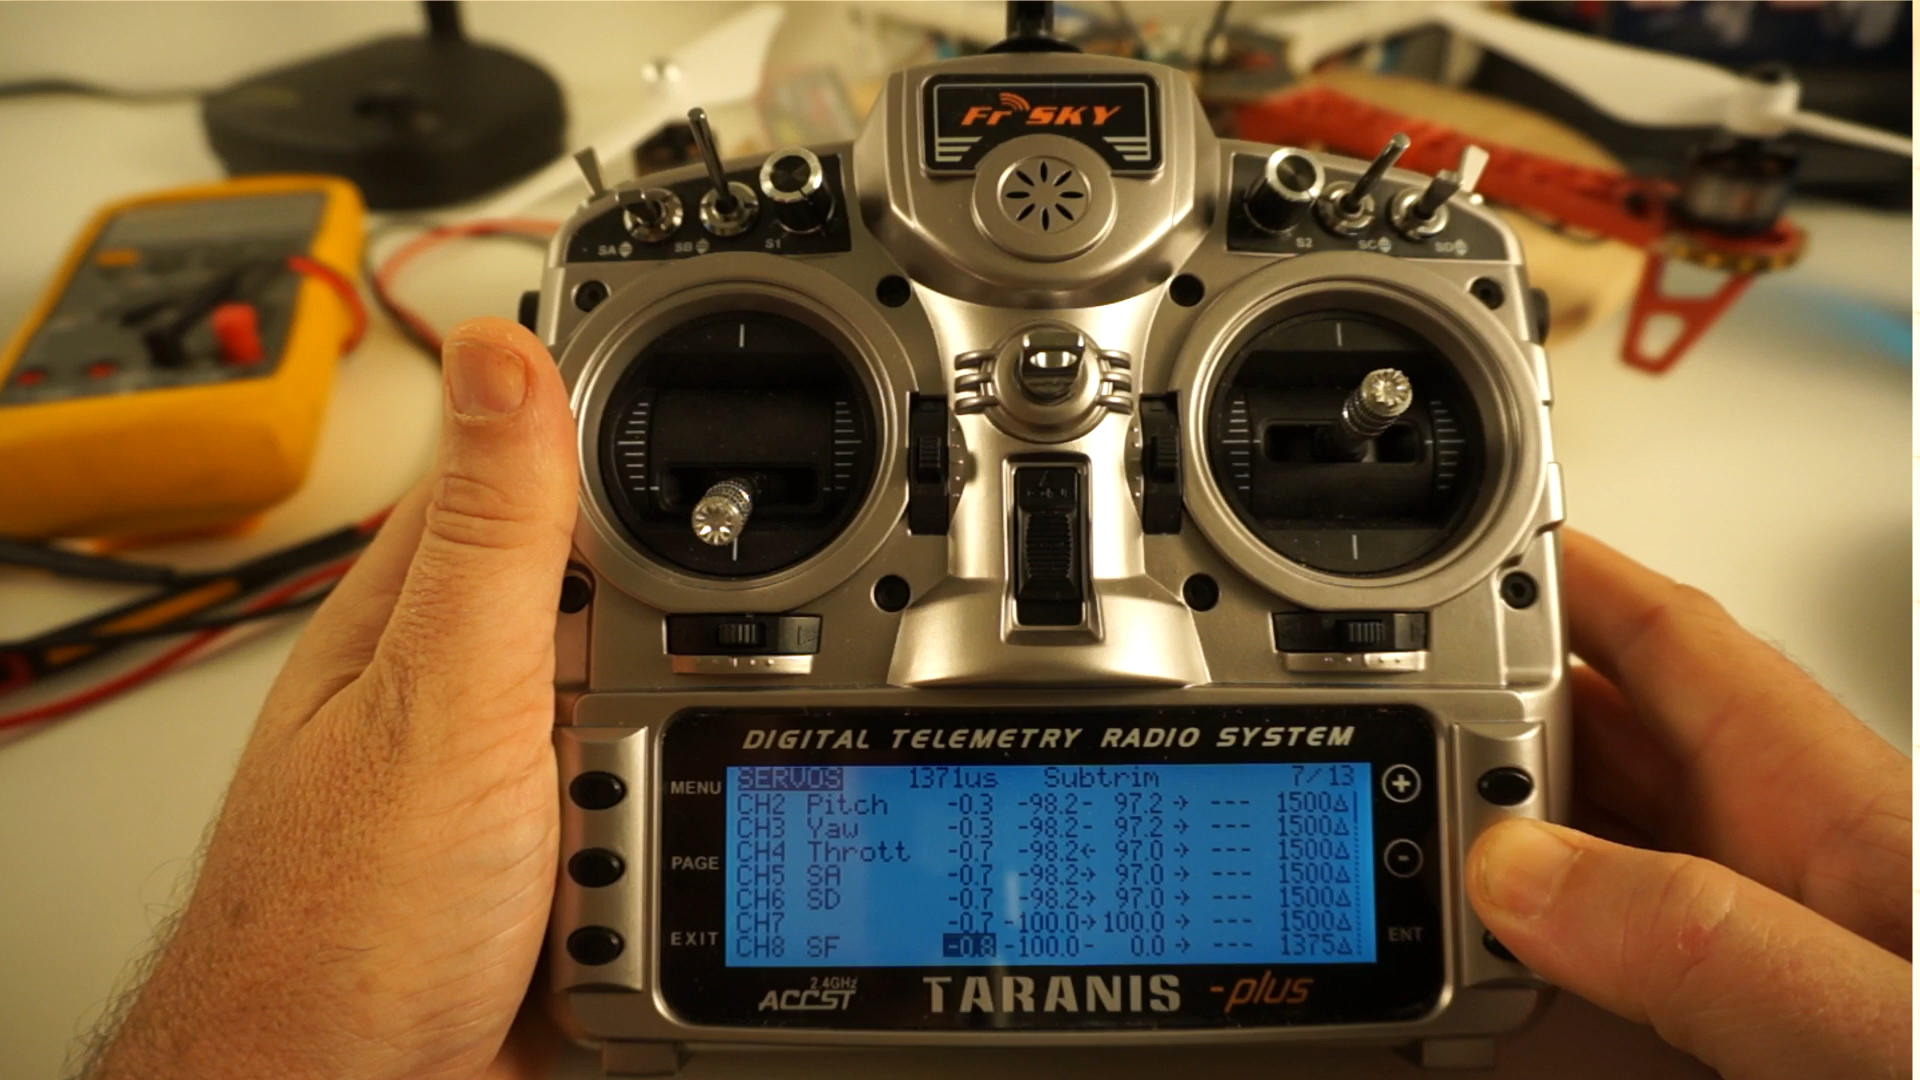 FrSKY
SA SB S1 S2 SC SD
DIGITAL TELEMETRY RADIO SYSTEM
MENU
PAGE
EXIT
SERVOS 1371us Subtrim 7/13
CH2 Pitch -0.3 -98.2- 97.2 → --- 1500Δ
CH3 Yaw -0.3 -98.2- 97.2 → --- 1500Δ
CH4 Thrott -0.7 -98.2← 97.0 → --- 1500Δ
CH5 SA -0.7 -98.2→ 97.0 → --- 1500Δ
CH6 SD -0.7 -98.2→ 97.0 → --- 1500Δ
CH7 -0.7 -100.0→ 100.0 → --- 1500Δ
CH8 SF -0.8 -100.0- 0.0 → --- 1375Δ
+
-
ENT
2.4GHz
ACCST TARANIS -plus